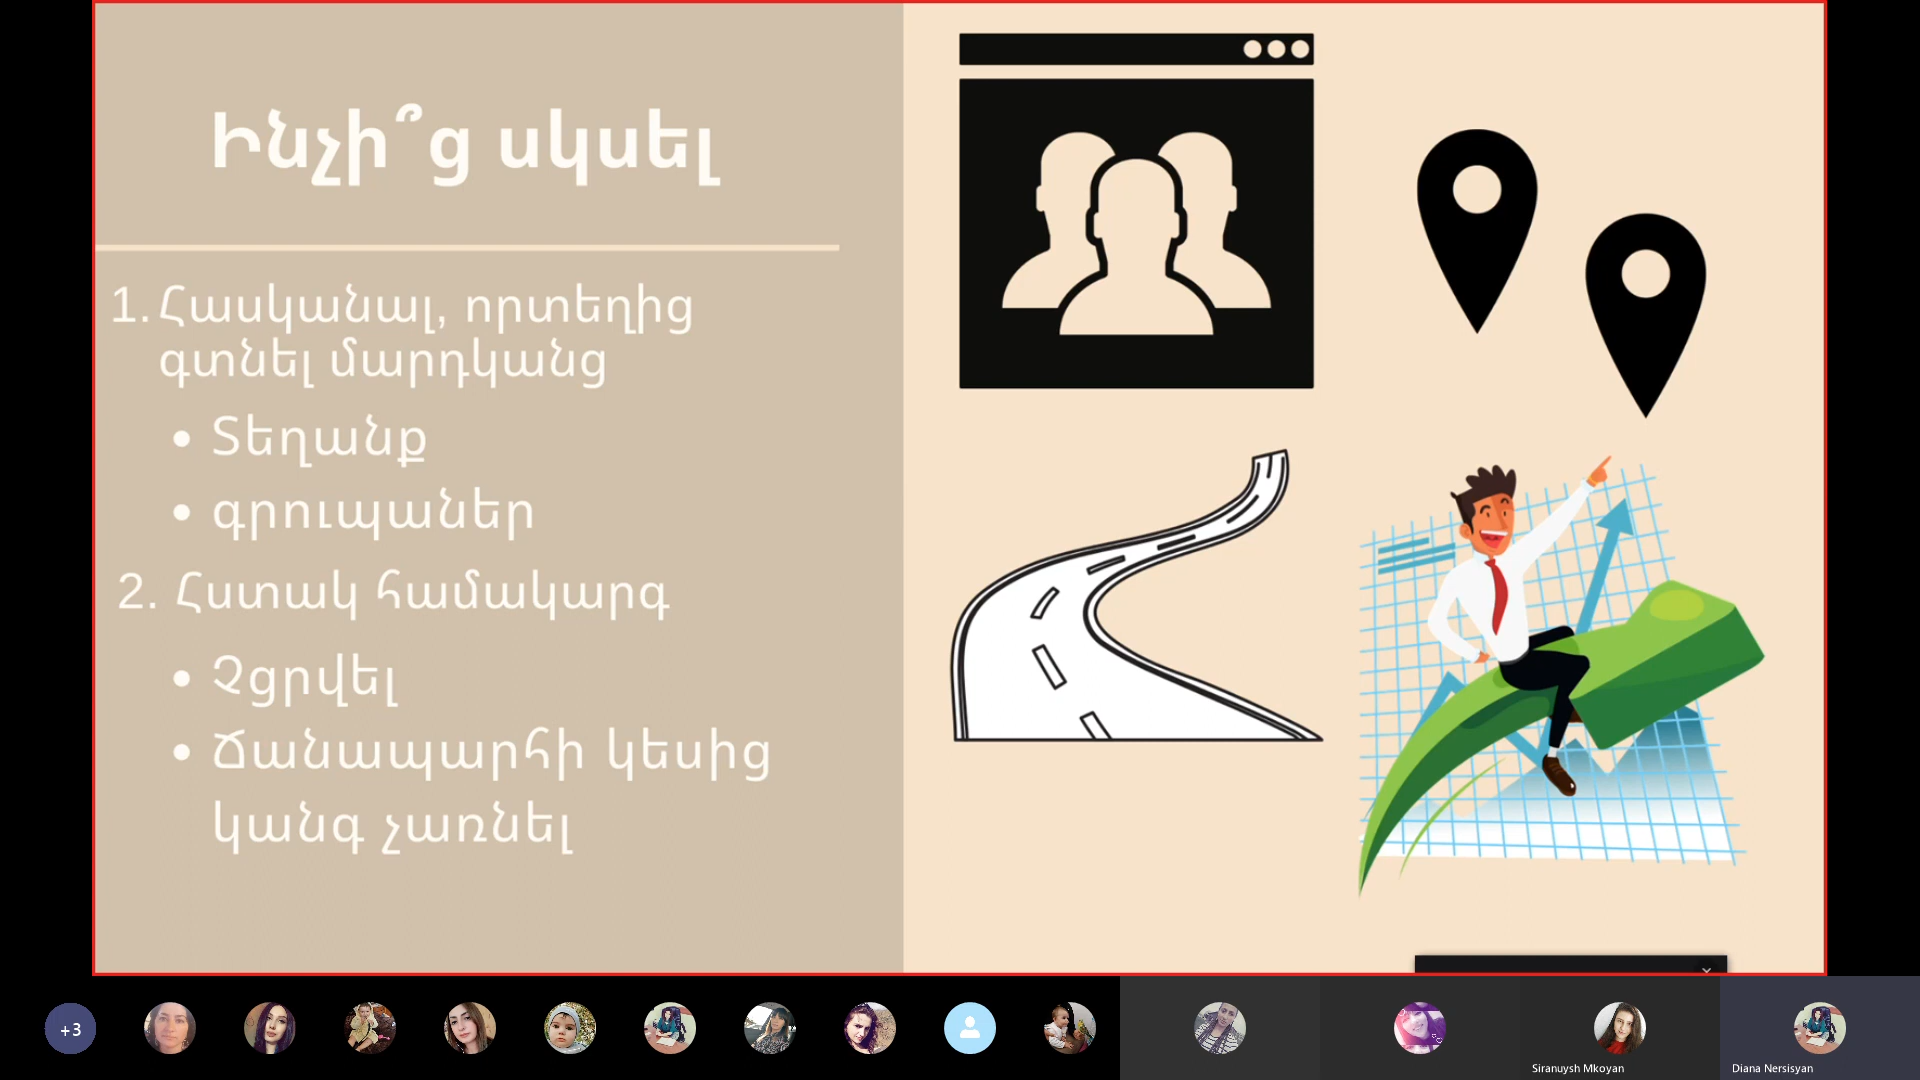 Ինչի՞ց սկսել
1. Հասկանալ, որտեղից
գտնել մարդկանց
• Տեղանք
• գրուպաներ
2. Հստակ համակարգ
• Չցրվել
• Ճանապարհի կեսից
կանգ չառնել
+3
Siranuysh Mkoyan
Diana Nersisyan